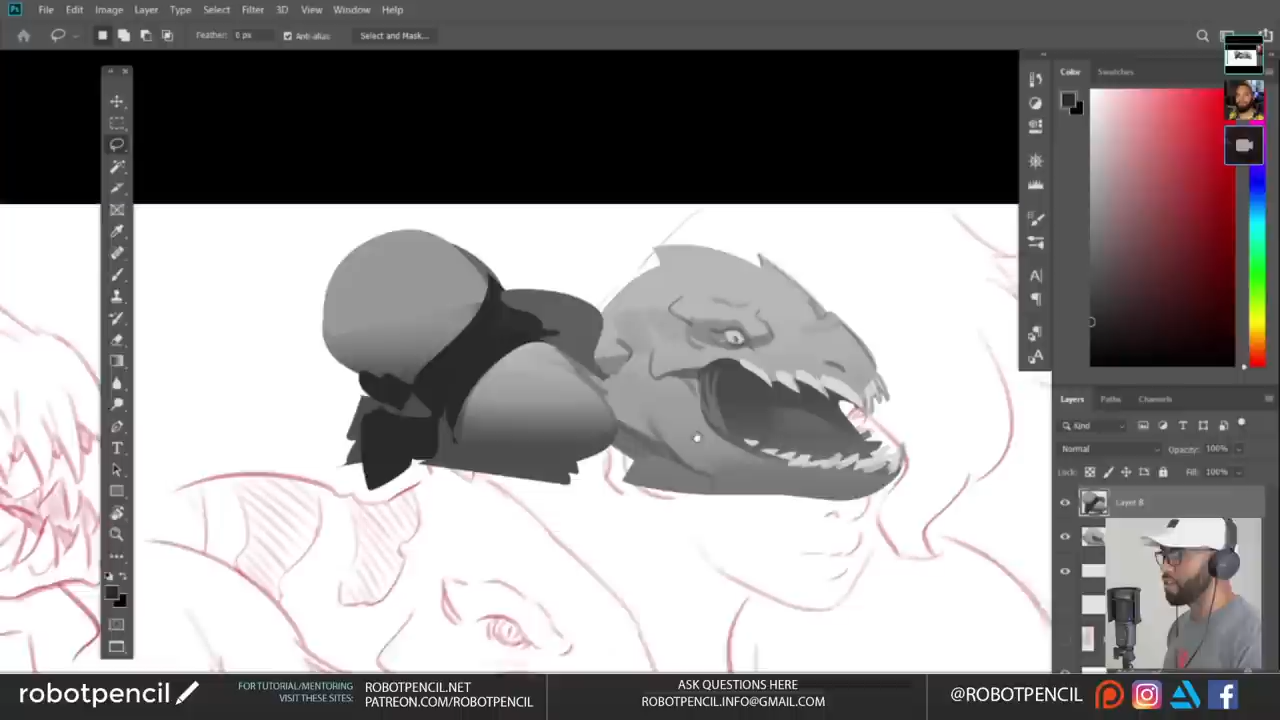 Ps File Edit Image Layer Type Select Filter 3D View Window Help
Feather: 0 px Anti-alias Select and Mask...
Color Swatches
Layers Paths Channels
Kind
Normal Opacity: 100%
Lock: Fill: 100%
Layer 8
robotpencil
FOR TUTORIAL/MENTORING
VISIT THESE SITES:
ROBOTPENCIL.NET
PATREON.COM/ROBOTPENCIL
ASK QUESTIONS HERE
ROBOTPENCIL.INFO@GMAIL.COM
@ROBOTPENCIL